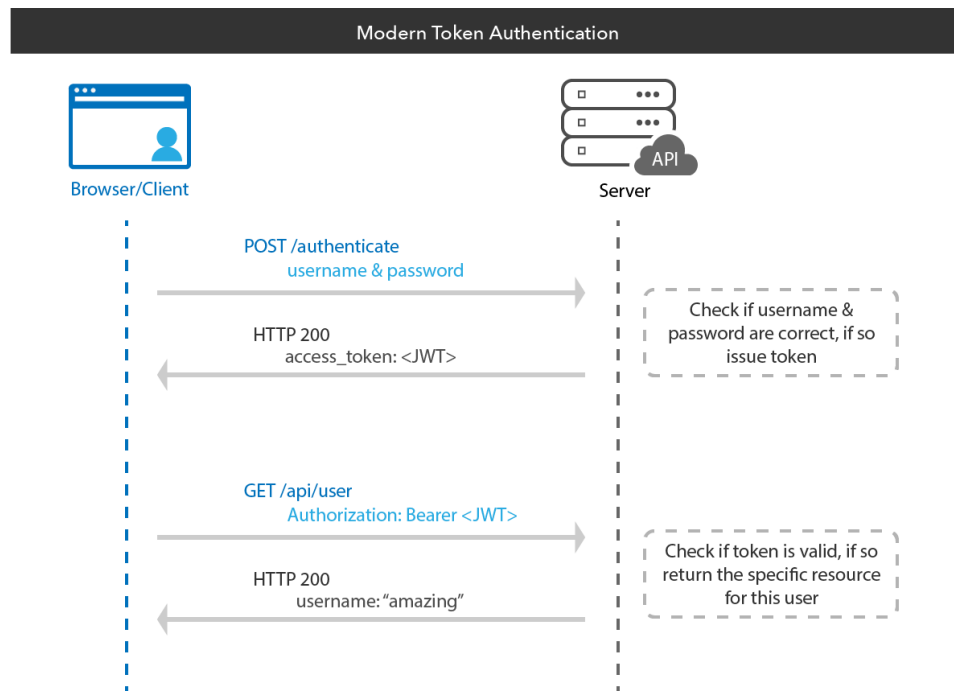 Modern Token Authentication
API
Browser/Client
Server
POST /authenticate
username & password
Check if username &
password are correct, if so
issue token
HTTP 200
access_token: <JWT>
GET /api/user
Authorization: Bearer <JWT>
Check if token is valid, if so
return the specific resource
for this user
HTTP 200
username: “amazing”